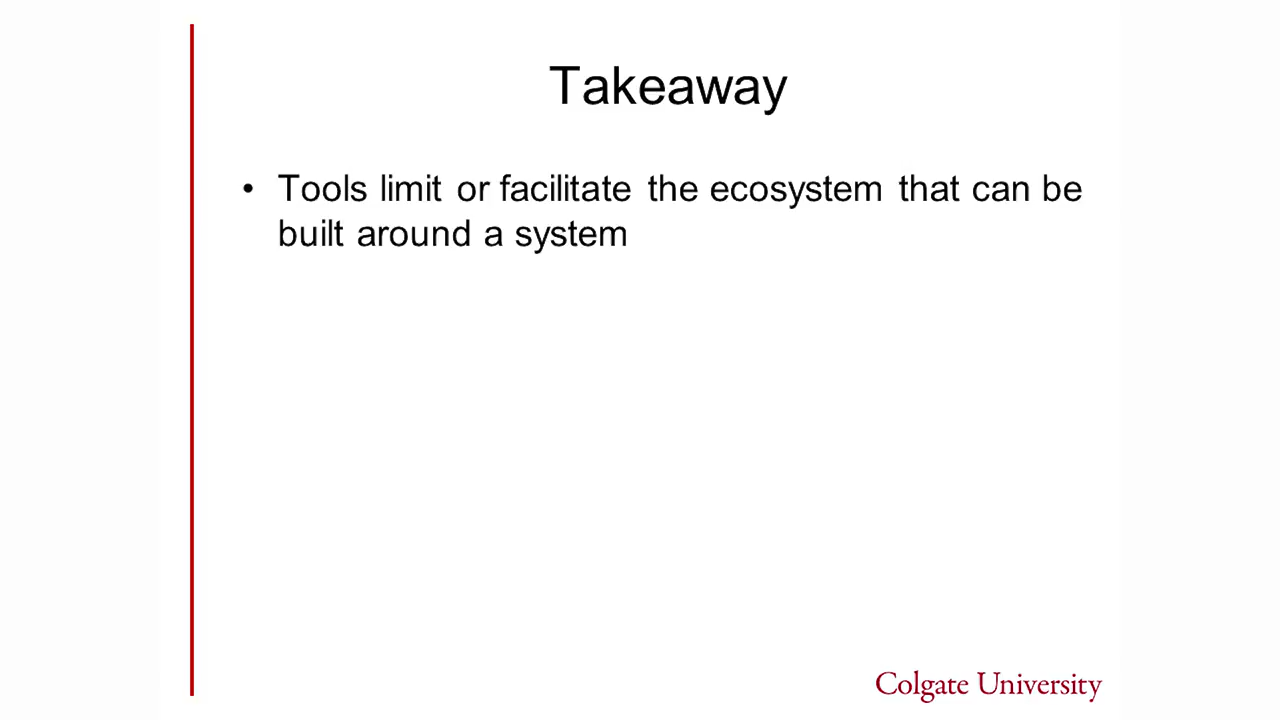 Takeaway
• Tools limit or facilitate the ecosystem that can be
built around a system
Colgate University